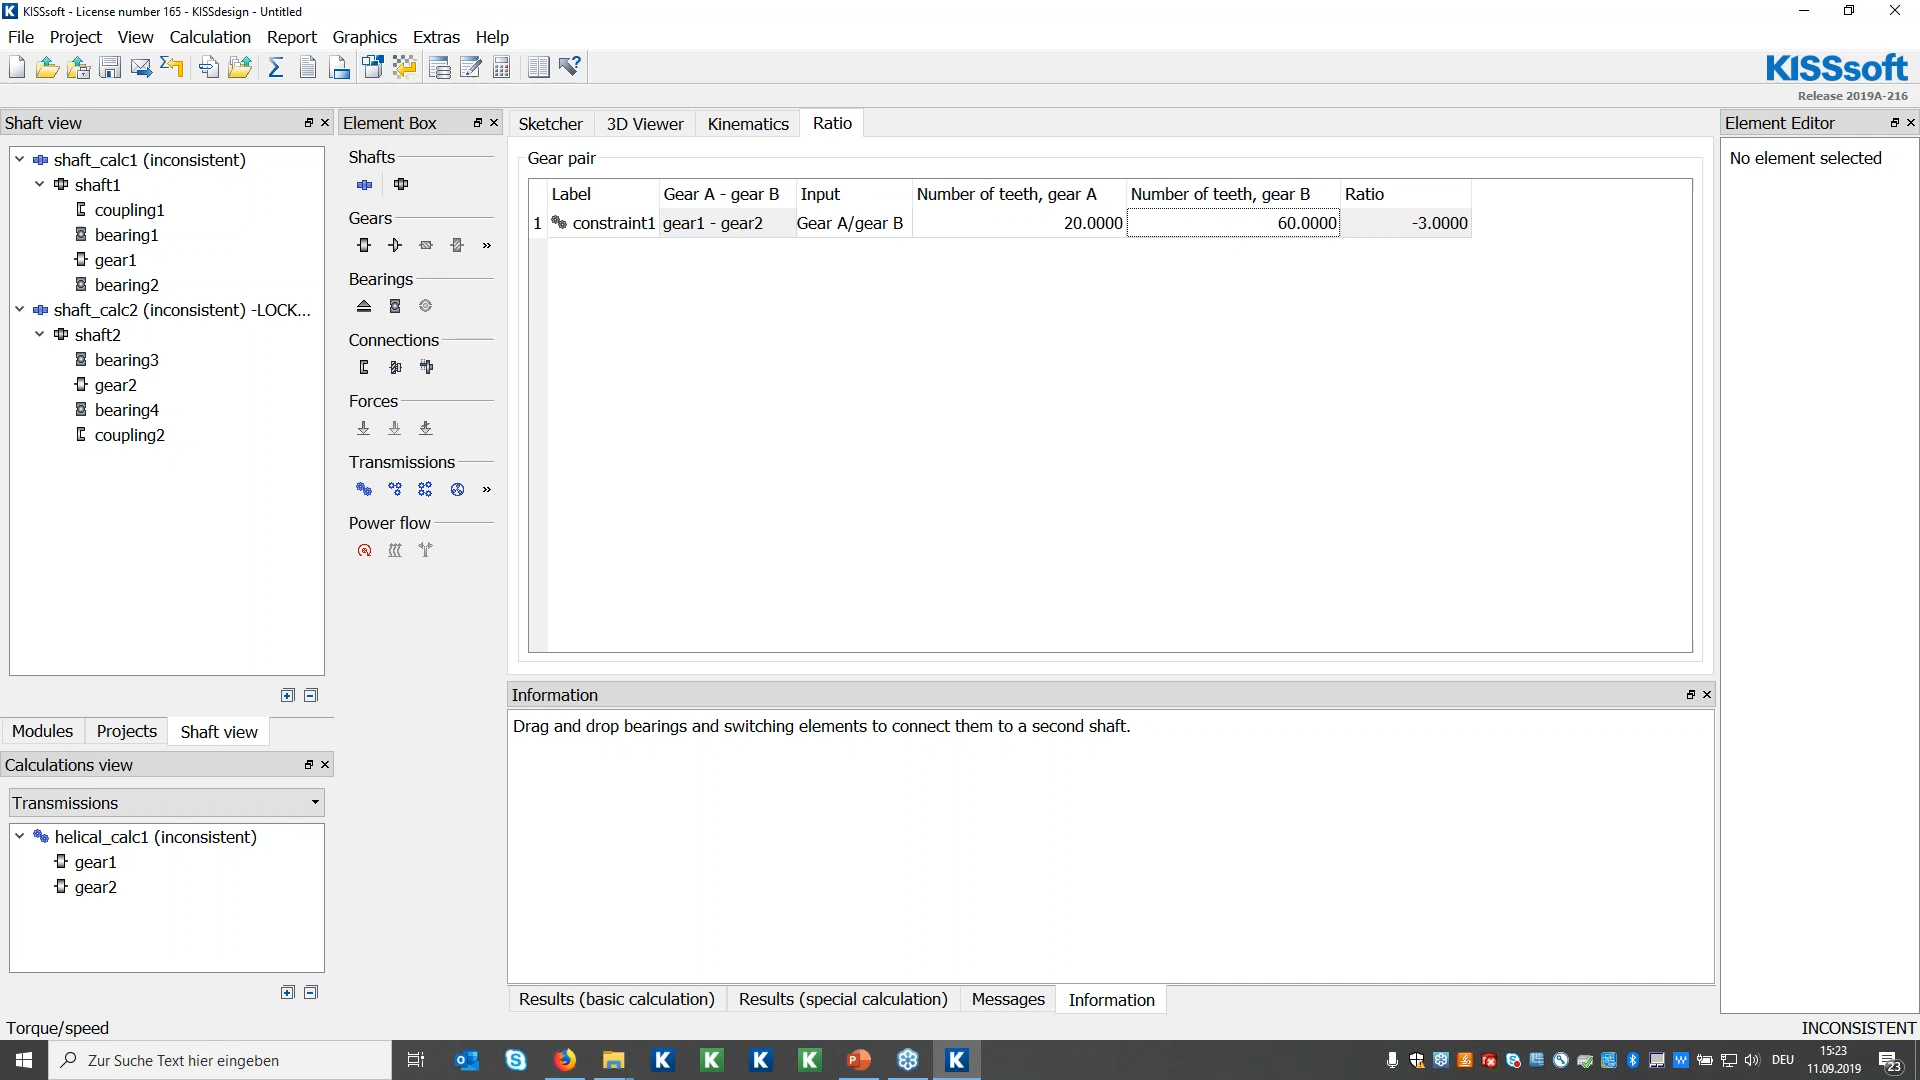 KISSsoft - License number 165 - KISSdesign - Untitled
File Project View Calculation Report Graphics Extras Help
KISSsoft
Release 2019A-216
Shaft view
shaft_calc1 (inconsistent)
shaft1
coupling1
bearing1
gear1
bearing2
shaft_calc2 (inconsistent) -LOCK...
shaft2
bearing3
gear2
bearing4
coupling2
Modules Projects Shaft view
Calculations view
Transmissions
helical_calc1 (inconsistent)
gear1
gear2
Element Box
Shafts
Gears
»
Bearings
Connections
Forces
Transmissions
»
Power flow
Sketcher 3D Viewer Kinematics Ratio
Gear pair
Label Gear A - gear B Input Number of teeth, gear A Number of teeth, gear B Ratio
1 constraint1 gear1 - gear2 Gear A/gear B 20.0000 60.0000 -3.0000
Information
Drag and drop bearings and switching elements to connect them to a second shaft.
Results (basic calculation) Results (special calculation) Messages Information
Element Editor
No element selected
Torque/speed
INCONSISTENT
Zur Suche Text hier eingeben
DEU
15:23
11.09.2019
23